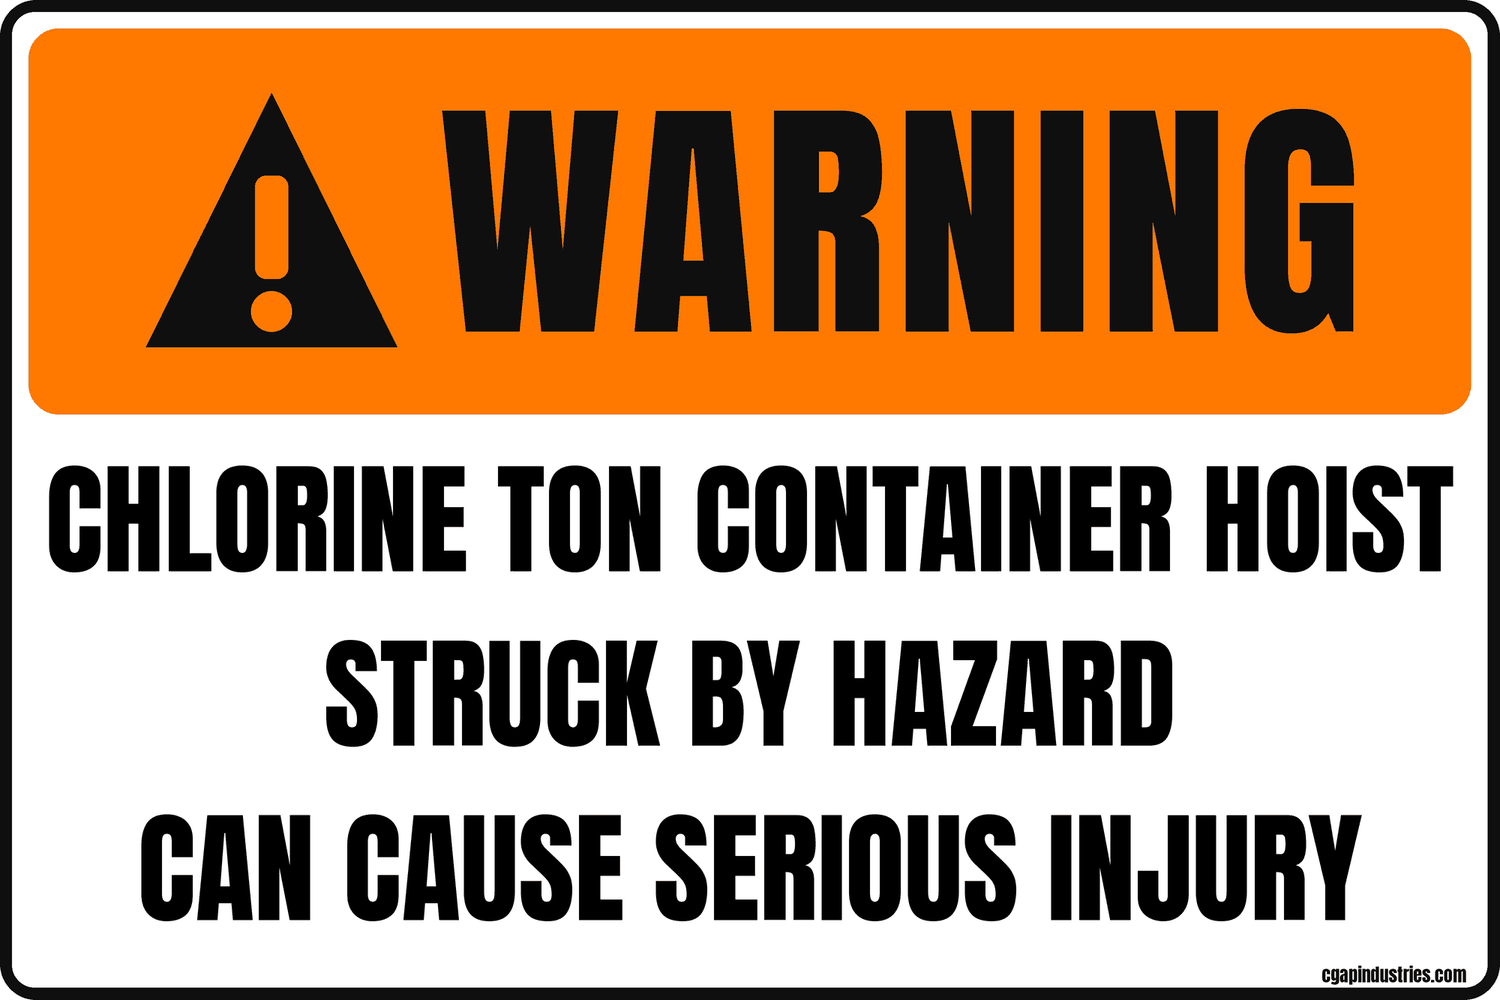 WARNING
CHLORINE TON CONTAINER HOIST
STRUCK BY HAZARD
CAN CAUSE SERIOUS INJURY
cgapindustries.com